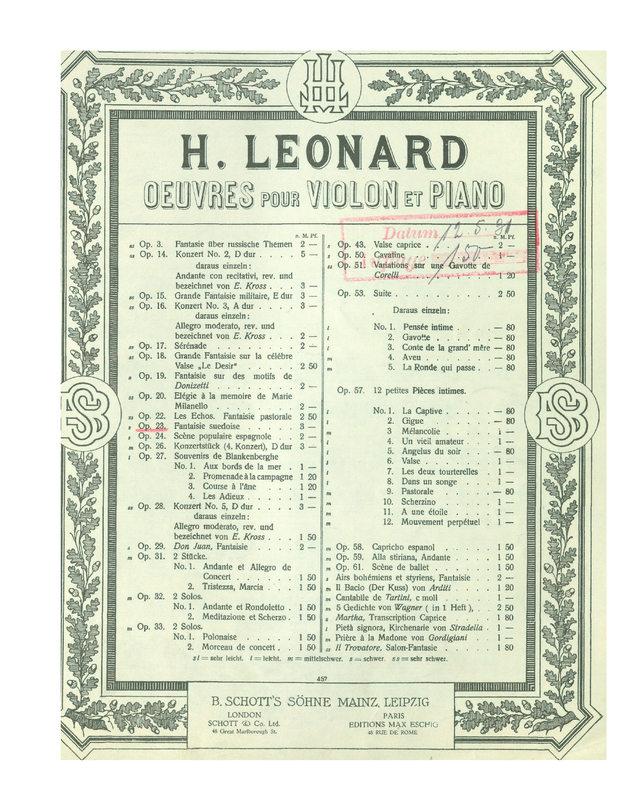 H. LEONARD
OEUVRES POUR VIOLON ET PIANO
n. M. Pf.
ss Op. 3. Fantasie über russische Themen 2 —
ss Op. 14. Konzert No. 2, D dur . . . . 5 —
daraus einzeln:
Andante con recitativi, rev. und
bezeichnet von E. Kross . . . 3 —
ss Op. 15. Grande Fantaisie militaire, E dur 3 —
ss Op. 16. Konzert No. 3, A dur . . . . 3 —
daraus einzeln:
Allegro moderato, rev. und
bezeichnet von E. Kross . . . 2 —
ss Op. 17. Sérénade . . . . . . . 2 —
ss Op. 18. Grande Fantaisie sur la célèbre
Valse „Le Desir“ . . . . . . 2 50
s Op. 19. Fantaisie sur des motifs de
Donizetti . . . . . . . . 2 —
ss Op. 20. Elégie à la memoire de Marie
Milanello . . . . . . . . 2 —
ss Op. 22. Les Echos. Fantaisie pastorale 2 50
s Op. 23. Fantaisie suedoise . . . . . 3 —
s Op. 24. Scène populaire espagnole . . 2 —
m Op. 26. Konzertstück (4. Konzert), D dur 3 —
l Op. 27. Souvenirs de Blankenberghe
No. 1. Aux bords de la mer . 1 —
2. Promenade à la campagne 1 20
3. Course à l'âne . . . . 1 20
4. Les Adieux . . . . . 1 —
ss Op. 28. Konzert No. 5, D dur . . . . 3 —
daraus einzeln:
Allegro moderato, rev. und
bezeichnet von E. Kross . . . 1 50
s Op. 29. Don Juan, Fantaisie . . . . 2 —
m Op. 31. 2 Stücke.
No. 1. Andante et Allegro de
Concert . . . . . . 1 50
2. Tristezza, Marcia . . . 1 50
m Op. 32. 2 Solos.
No. 1. Andante et Rondoletto . 1 50
2. Meditazione et Scherzo . 1 50
m Op. 33. 2 Solos.
No. 1. Polonaise . . . . . 1 50
2. Morceau de concert . . 1 50
Datum 12.5.81
n. M. Pf.
s Op. 43. Valse caprice . . . . . . 2 —
s Op. 50. Cavatine . . . . . . . 1 —
150
ss Op. 51. Variations sur une Gavotte de
Corelli . . . . . . . . . 1 20
Op. 53. Suite . . . . . . . . . 2 50
Daraus einzeln:
l No. 1. Pensée intime . . . . — 80
l 2. Gavotte . . . . . . — 80
l 3. Conte de la grand' mère — 80
m 4. Aveu . . . . . . . — 80
m 5. La Ronde qui passe . . — 80
Op. 57. 12 petites Pièces intimes.
l No. 1. La Captive . . . . . — 80
l 2. Gigue . . . . . . . — 80
m 3. Mélancolie . . . . . 1 —
l 4. Un vieil amateur . . . 1 —
l 5. Angelus du soir . . . — 80
l 6. Valse . . . . . . . 1 —
l 7. Les deux tourterelles . 1 —
l 8. Dans un songe . . . . 1 —
m 9. Pastorale . . . . . — 80
m 10. Scherzino . . . . . 1 —
m 11. A une étoile . . . . 1 —
m 12. Mouvement perpétuel . 1 —
m Op. 58. Capricho espanol . . . . . 1 50
m Op. 59. Alla stiriana, Andante . . . . 1 50
m Op. 61. Scène de ballet . . . . . . 1 50
s Airs bohémiens et styriens, Fantaisie . . 2 —
m Il Bacio (Der Kuss) von Arditi . . . . 1 20
m Cantabile de Tartini, c moll . . . . . 1 —
m 5 Gedichte von Wagner ( in 1 Heft ), . . 2 50
s Martha, Transcription Caprice . . . . 1 80
l Pietà signora, Kirchenarie von Stradella . 1 —
m Prière à la Madone von Gordigiani . . 1 —
ss Il Trovatore, Salon-Fantasie . . . . 1 80
sl = sehr leicht. l = leicht. m = mittelschwer. s = schwer. ss = sehr schwer.
457
B. SCHOTT'S SÖHNE MAINZ, LEIPZIG
LONDON
SCHOTT & Co. Ltd.
48 Great Marlborough St.
PARIS
EDITIONS MAX ESCHIG
48 RUE DE ROME